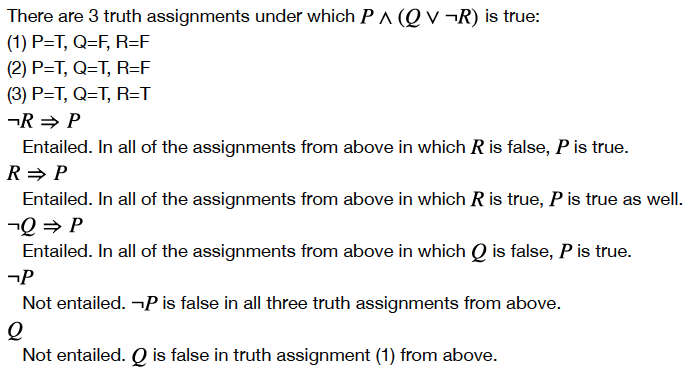 There are 3 truth assignments under which P ∧ (Q ∨ ¬R) is true:
(1) P=T, Q=F, R=F
(2) P=T, Q=T, R=F
(3) P=T, Q=T, R=T
¬R ⇒ P
Entailed. In all of the assignments from above in which R is false, P is true.
R ⇒ P
Entailed. In all of the assignments from above in which R is true, P is true as well.
¬Q ⇒ P
Entailed. In all of the assignments from above in which Q is false, P is true.
¬P
Not entailed. ¬P is false in all three truth assignments from above.
Q
Not entailed. Q is false in truth assignment (1) from above.